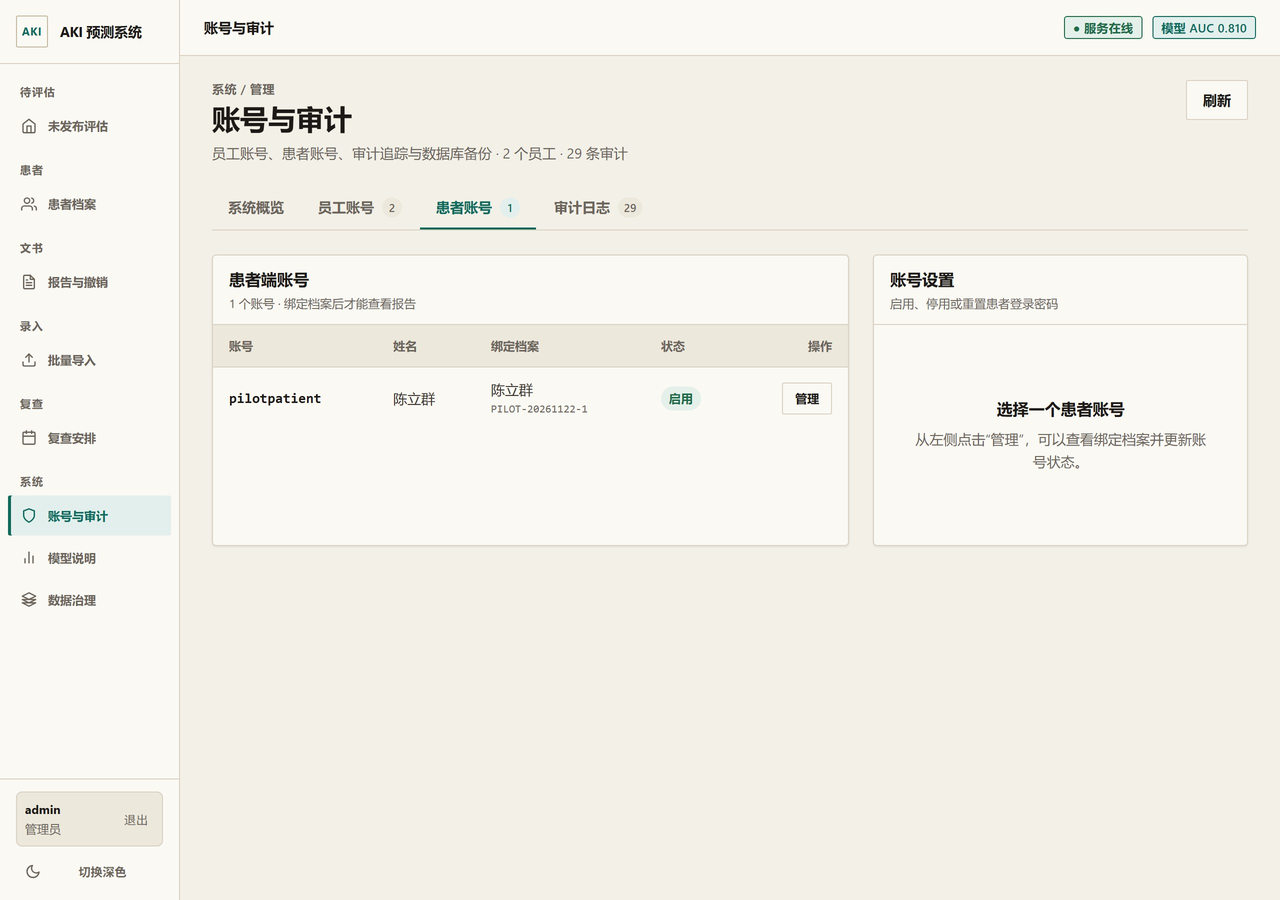 AKI
AKI 预测系统
待评估
未发布评估
患者
患者档案
文书
报告与撤销
录入
批量导入
复查
复查安排
系统
账号与审计
模型说明
数据治理
admin
管理员
退出
切换深色
账号与审计
服务在线
模型 AUC 0.810
系统 / 管理
账号与审计
员工账号、患者账号、审计追踪与数据库备份 · 2 个员工 · 29 条审计
刷新
系统概览
员工账号 2
患者账号 1
审计日志 29
患者端账号
1 个账号 · 绑定档案后才能查看报告
账号 姓名 绑定档案 状态 操作
pilotpatient 陈立群 陈立群 启用 管理
PILOT-20261122-1
账号设置
启用、停用或重置患者登录密码
选择一个患者账号
从左侧点击“管理”，可以查看绑定档案并更新账
号状态。